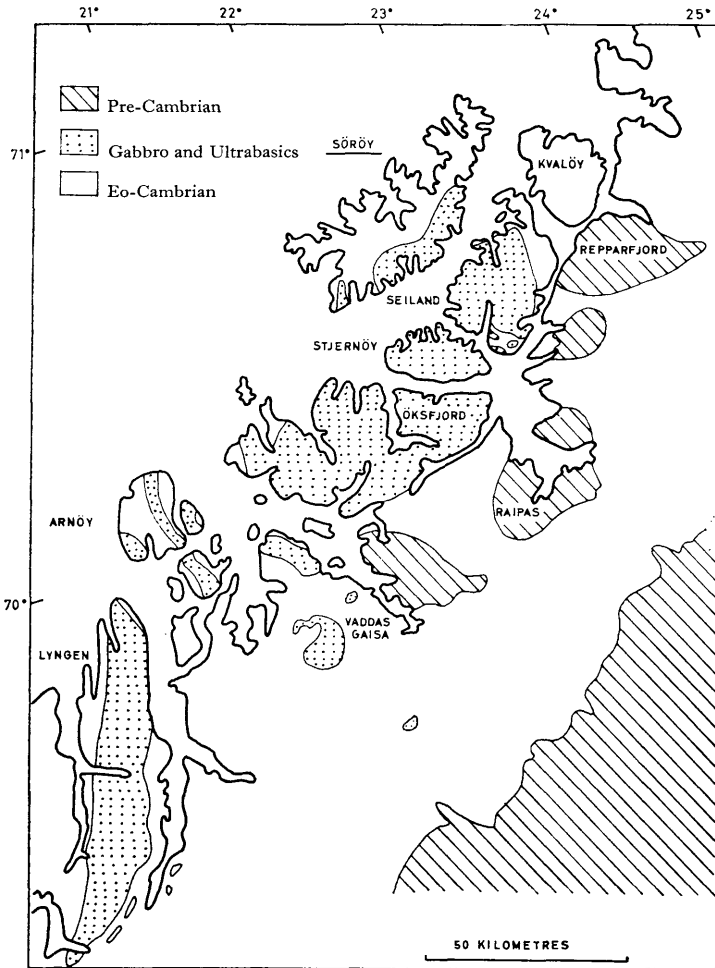 21° 22° 23° 24° 25°
Pre-Cambrian
Gabbro and Ultrabasics
Eo-Cambrian
71°
SÖRÖY
KVALÖY
REPPARFJORD
SEILAND
STJERNÖY
ÖKSFJORD
RAIPAS
ARNÖY
70°
VADDAS
GAISA
LYNGEN
50 KILOMETRES